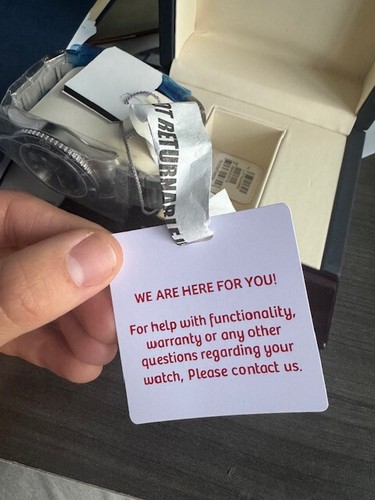 RETURNABLE
WE ARE HERE FOR YOU!
For help with functionality,
warranty or any other
questions regarding your
watch, Please contact us.